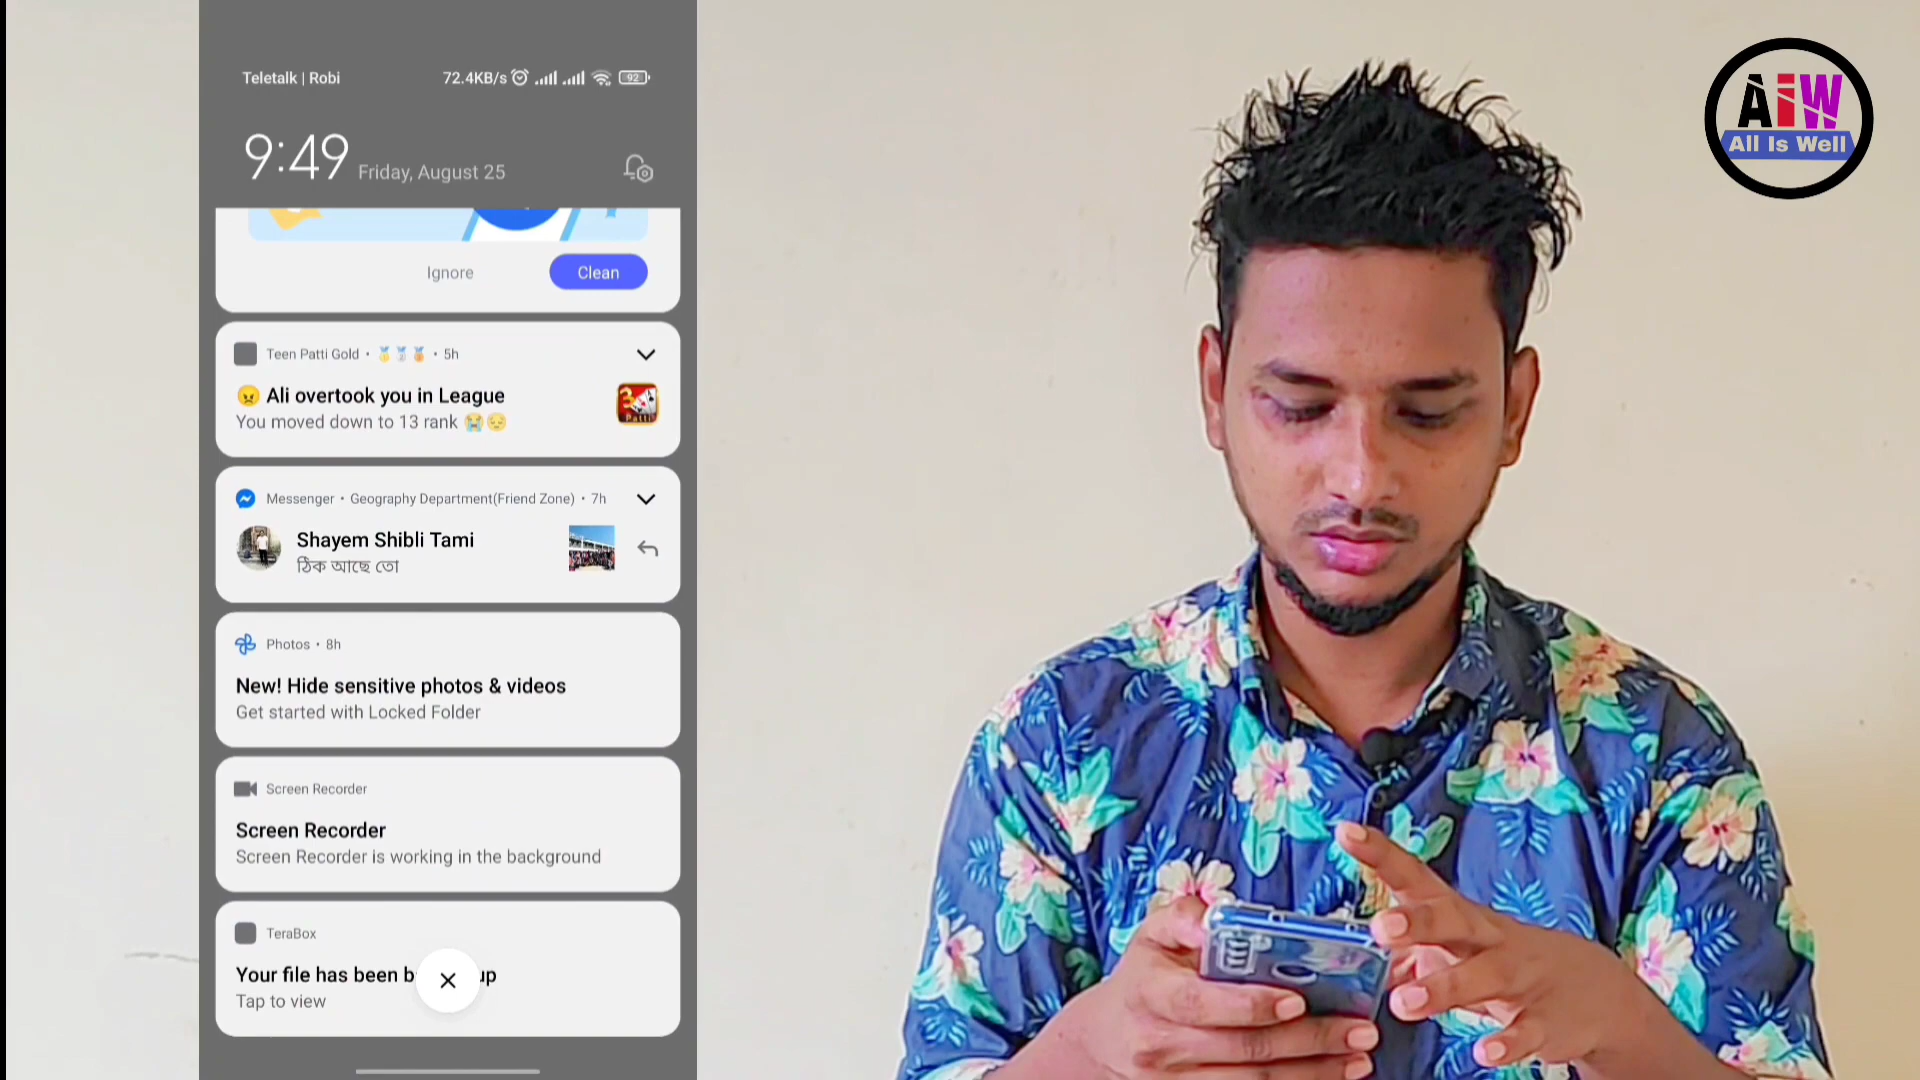 Teletalk | Robi
72.4KB/s
92
9:49 Friday, August 25
Ignore
Clean
Teen Patti Gold • 🥇🥈🥉 • 5h
😠 Ali overtook you in League
You moved down to 13 rank 😭😔
3
Patti
Messenger • Geography Department(Friend Zone) • 7h
Shayem Shibli Tami
ঠিক আছে তো
Photos • 8h
New! Hide sensitive photos & videos
Get started with Locked Folder
Screen Recorder
Screen Recorder
Screen Recorder is working in the background
TeraBox
Your file has been b up
Tap to view
AiW
All Is Well